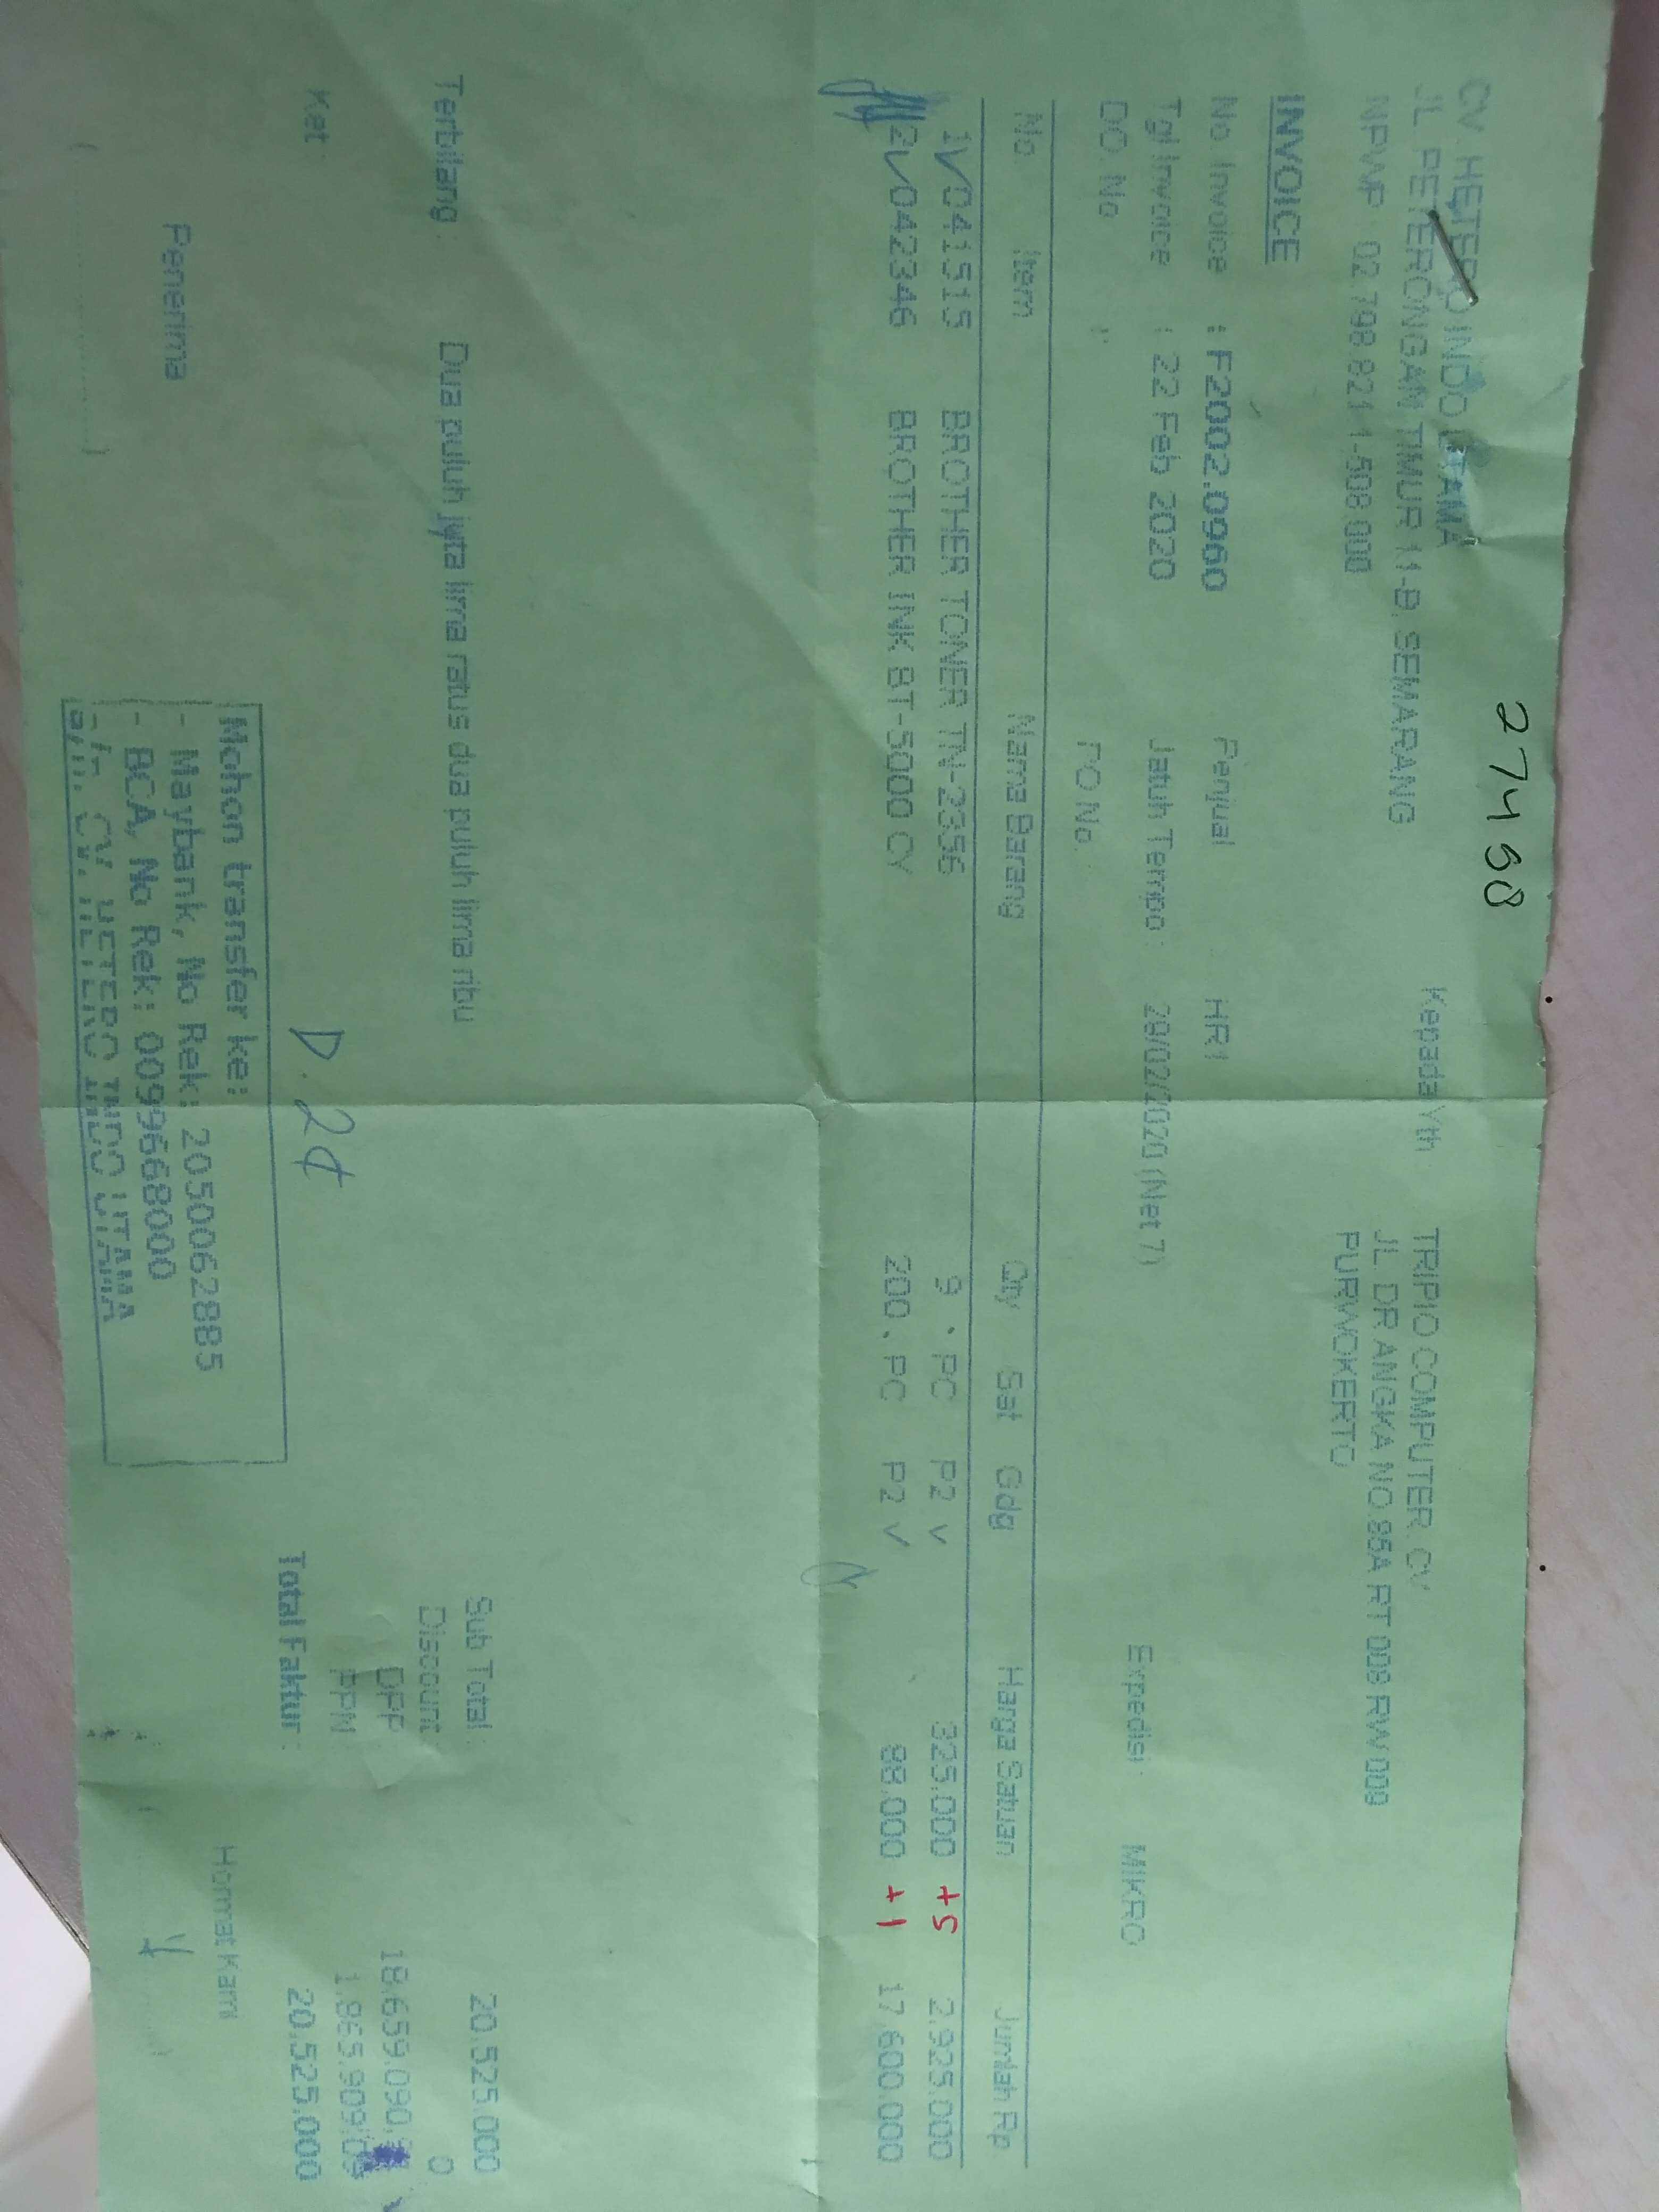 27450
CV. HETERO INDO UTAMA
JL. PETERONGAN TIMUR 11-B, SEMARANG
NPWP 02.798.821.1-508.000
Kepada Yth
TRIPIO COMPUTER, CV
JL. DR ANGKA NO.86A RT 008 RW 009
PURWOKERTO
INVOICE
No Invoice : F2002.0960 Penjual HRI
Tgl Invoice : 22 Feb 2020 Jatuh Tempo : 29/02/2020 (Net 7) Expedisi : MIKRO
DO. No : PO No.
No Item Nama Barang Qty Sat Gdg Harga Satuan Jumlah Rp
1 041515 BROTHER TONER TN-2356 9 PC P2 325.000 5+ 2.925.000
2 042346 BROTHER INK BT-5000 CY 200 PC P2 88.000 1+ 17.600.000
Terbilang : Dua puluh juta lima ratus dua puluh lima ribu
Sub Total : 20.525.000
Discount : 0
DPP 18.659.090
PPN 1.865.909,09
Total Faktur : 20.525.000
Ket :
Penerima
Hormat Kami
Mohon transfer ke:
- Maybank, No Rek: 2050062885
- BCA, No Rek: 0099668000
a/n. CV. HETERO INDO UTAMA